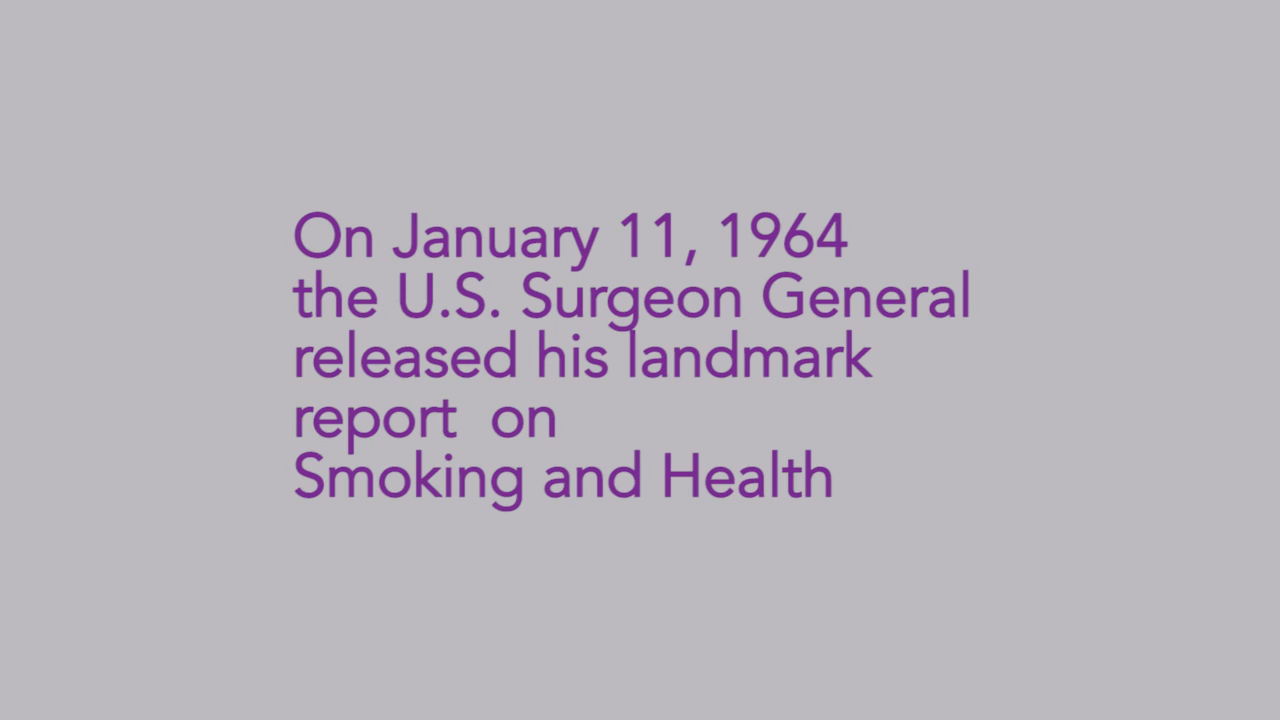 On January 11, 1964
the U.S. Surgeon General
released his landmark
report  on
Smoking and Health